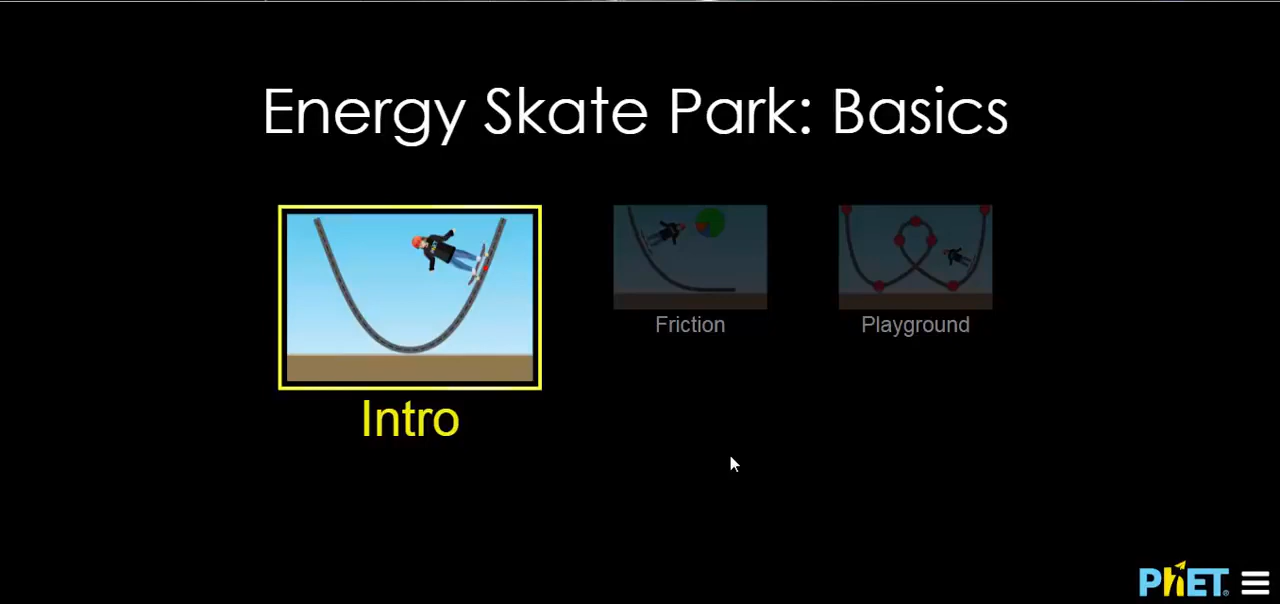 Energy Skate Park: Basics
Intro
Friction
Playground
PhET